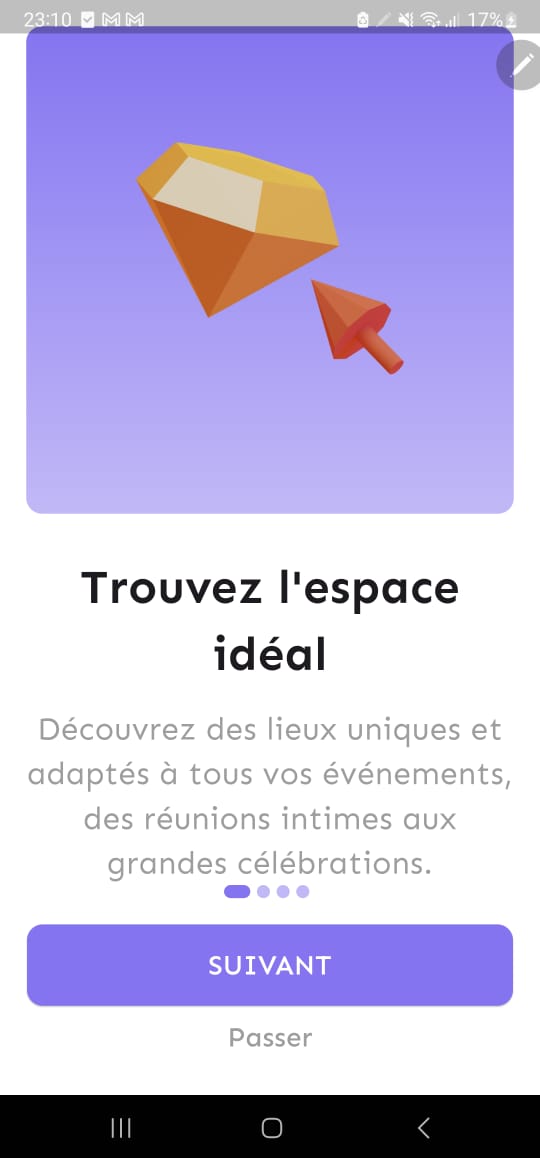 23:10 17%
Trouvez l'espace
idéal
Découvrez des lieux uniques et
adaptés à tous vos événements,
des réunions intimes aux
grandes célébrations.
SUIVANT
Passer